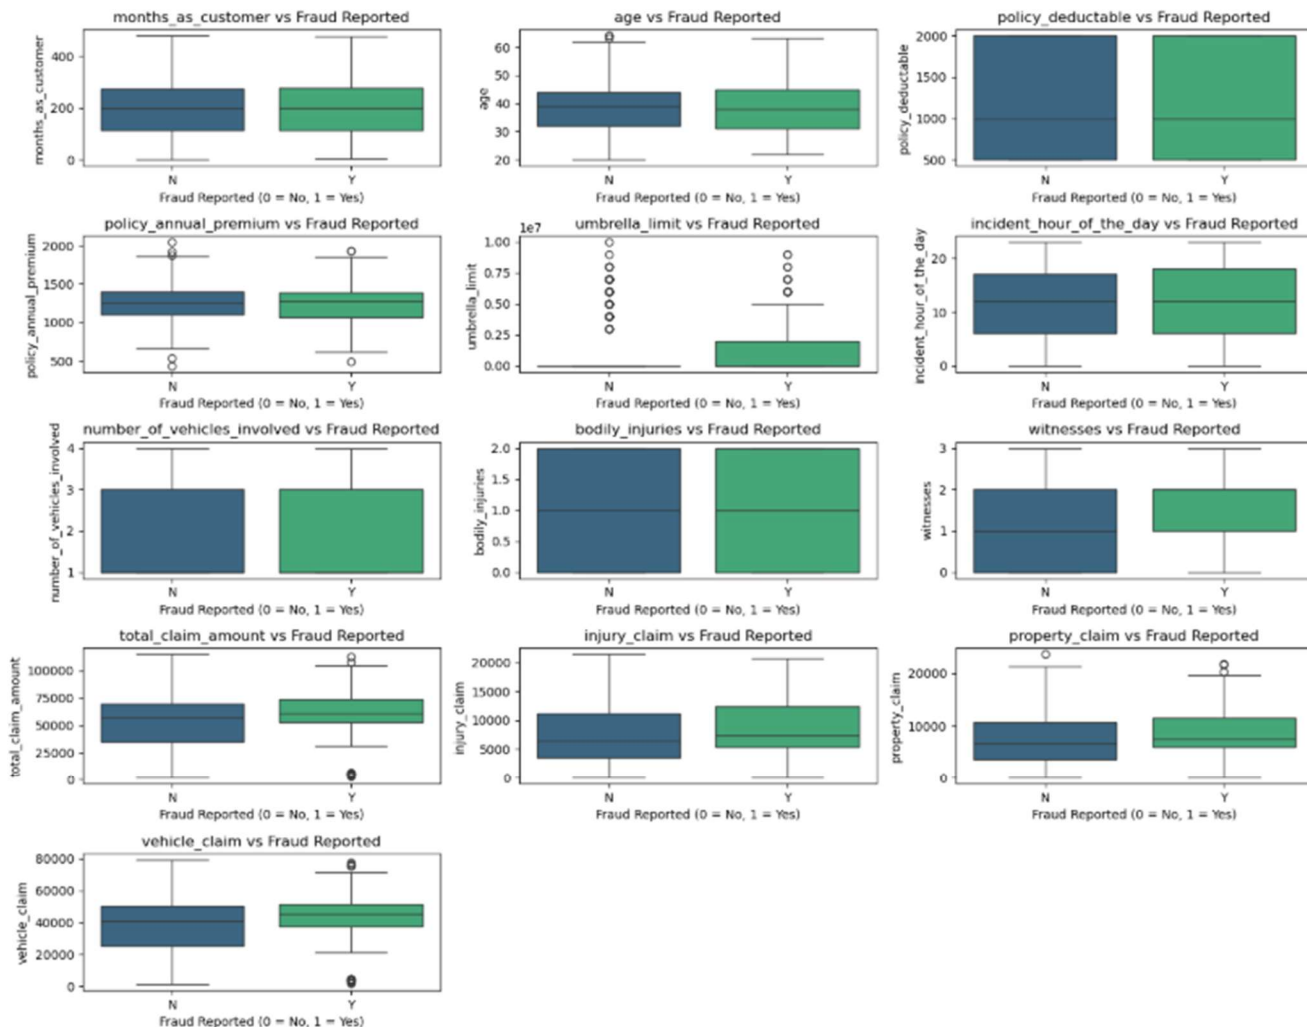 months_as_customer vs Fraud Reported
months_as_customer
400
200
0
N Y
Fraud Reported (0 = No, 1 = Yes)
age vs Fraud Reported
age
60
50
40
30
20
N Y
Fraud Reported (0 = No, 1 = Yes)
policy_deductable vs Fraud Reported
policy_deductable
2000
1500
1000
500
N Y
Fraud Reported (0 = No, 1 = Yes)
policy_annual_premium vs Fraud Reported
policy_annual_premium
2000
1500
1000
500
N Y
Fraud Reported (0 = No, 1 = Yes)
umbrella_limit vs Fraud Reported
1e7
umbrella_limit
1.00
0.75
0.50
0.25
0.00
N Y
Fraud Reported (0 = No, 1 = Yes)
incident_hour_of_the_day vs Fraud Reported
incident_hour_of_the_day
20
10
0
N Y
Fraud Reported (0 = No, 1 = Yes)
number_of_vehicles_involved vs Fraud Reported
number_of_vehicles_involved
4
3
2
1
N Y
Fraud Reported (0 = No, 1 = Yes)
bodily_injuries vs Fraud Reported
bodily_injuries
2.0
1.5
1.0
0.5
0.0
N Y
Fraud Reported (0 = No, 1 = Yes)
witnesses vs Fraud Reported
witnesses
3
2
1
0
N Y
Fraud Reported (0 = No, 1 = Yes)
total_claim_amount vs Fraud Reported
total_claim_amount
100000
75000
50000
25000
0
N Y
Fraud Reported (0 = No, 1 = Yes)
injury_claim vs Fraud Reported
injury_claim
20000
15000
10000
5000
0
N Y
Fraud Reported (0 = No, 1 = Yes)
property_claim vs Fraud Reported
property_claim
20000
10000
0
N Y
Fraud Reported (0 = No, 1 = Yes)
vehicle_claim vs Fraud Reported
vehicle_claim
80000
60000
40000
20000
0
N Y
Fraud Reported (0 = No, 1 = Yes)